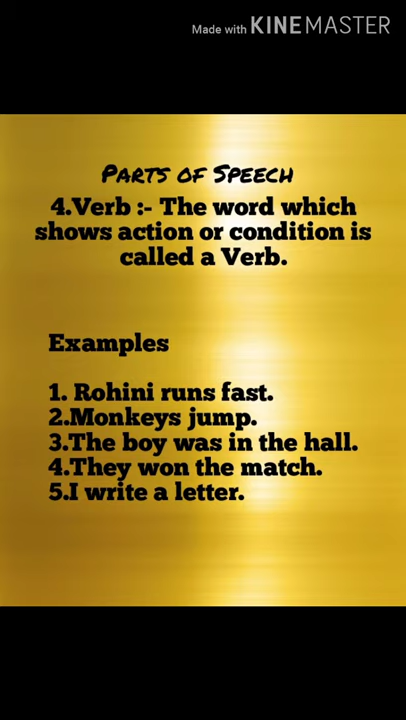 Made with KINEMASTER
Parts of Speech
4.Verb :- The word which
shows action or condition is
called a Verb.
Examples
1. Rohini runs fast.
2.Monkeys jump.
3.The boy was in the hall.
4.They won the match.
5.I write a letter.